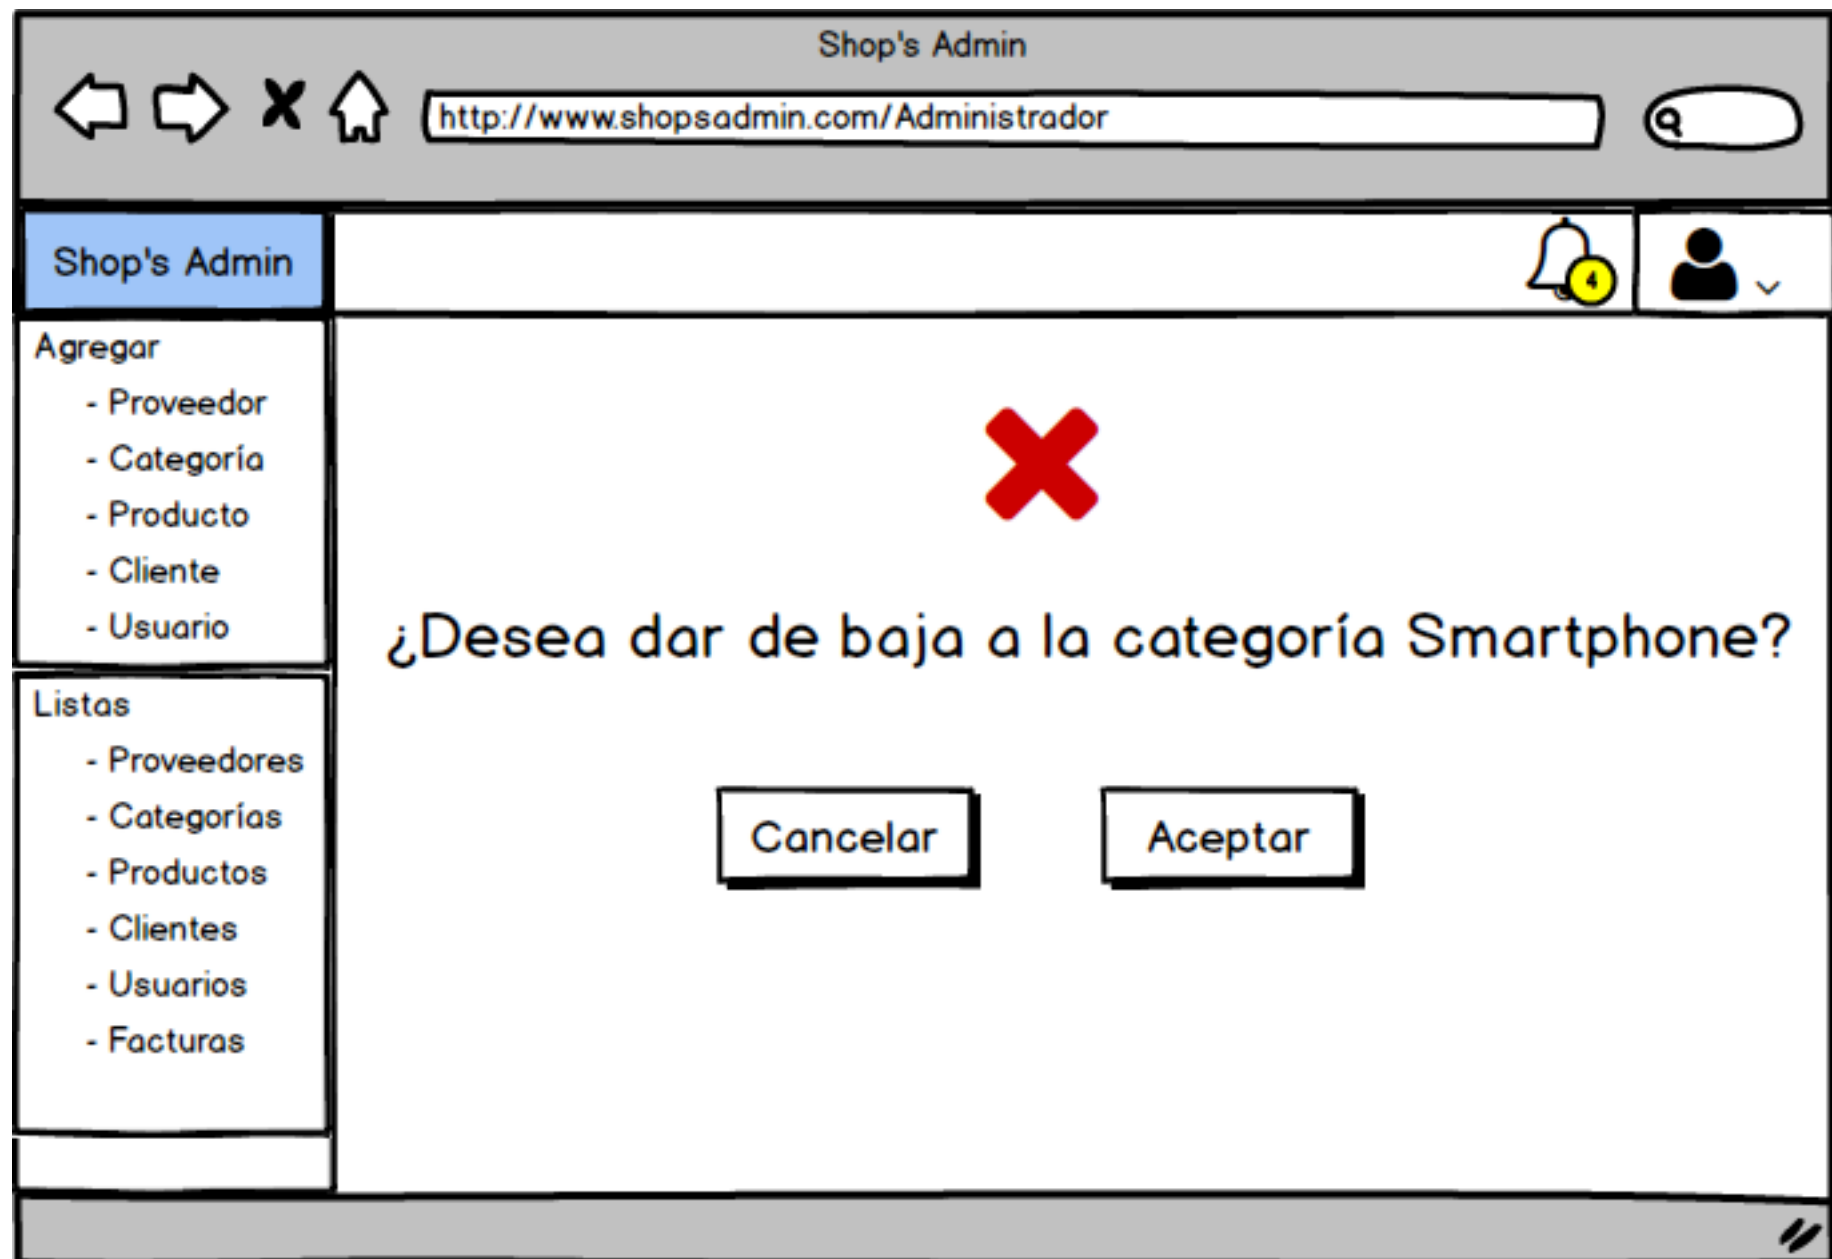 Shop's Admin
http://www.shopsadmin.com/Administrador
Shop's Admin
4
Agregar
- Proveedor
- Categoría
- Producto
- Cliente
- Usuario
Listas
- Proveedores
- Categorías
- Productos
- Clientes
- Usuarios
- Facturas
¿Desea dar de baja a la categoría Smartphone?
Cancelar
Aceptar